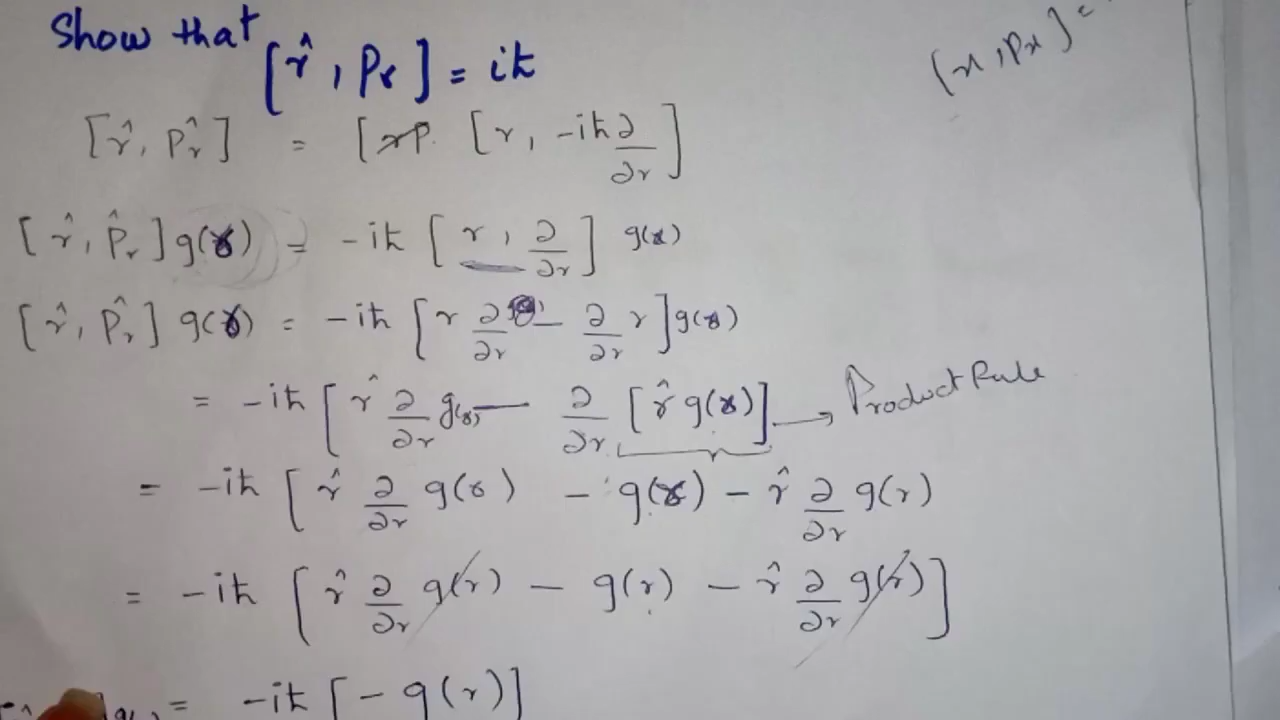 Show that [r̂, Pr] = iħ
(x, Px] =
[r̂, P̂r] = [r, -iħ ∂/∂r]
[r̂, P̂r] g(r) = -iħ [r, ∂/∂r] g(r)
[r̂, P̂r] g(r) = -iħ [r ∂/∂r - ∂/∂r r] g(r)
= -iħ [r̂ ∂/∂r g(r) - ∂/∂r [r̂ g(r)] → Product Rule
= -iħ [r̂ ∂/∂r g(r) - g(r) - r̂ ∂/∂r g(r)
= -iħ [r̂ ∂/∂r g(r) - g(r) - r̂ ∂/∂r g(r)]
= -iħ [-g(r)]